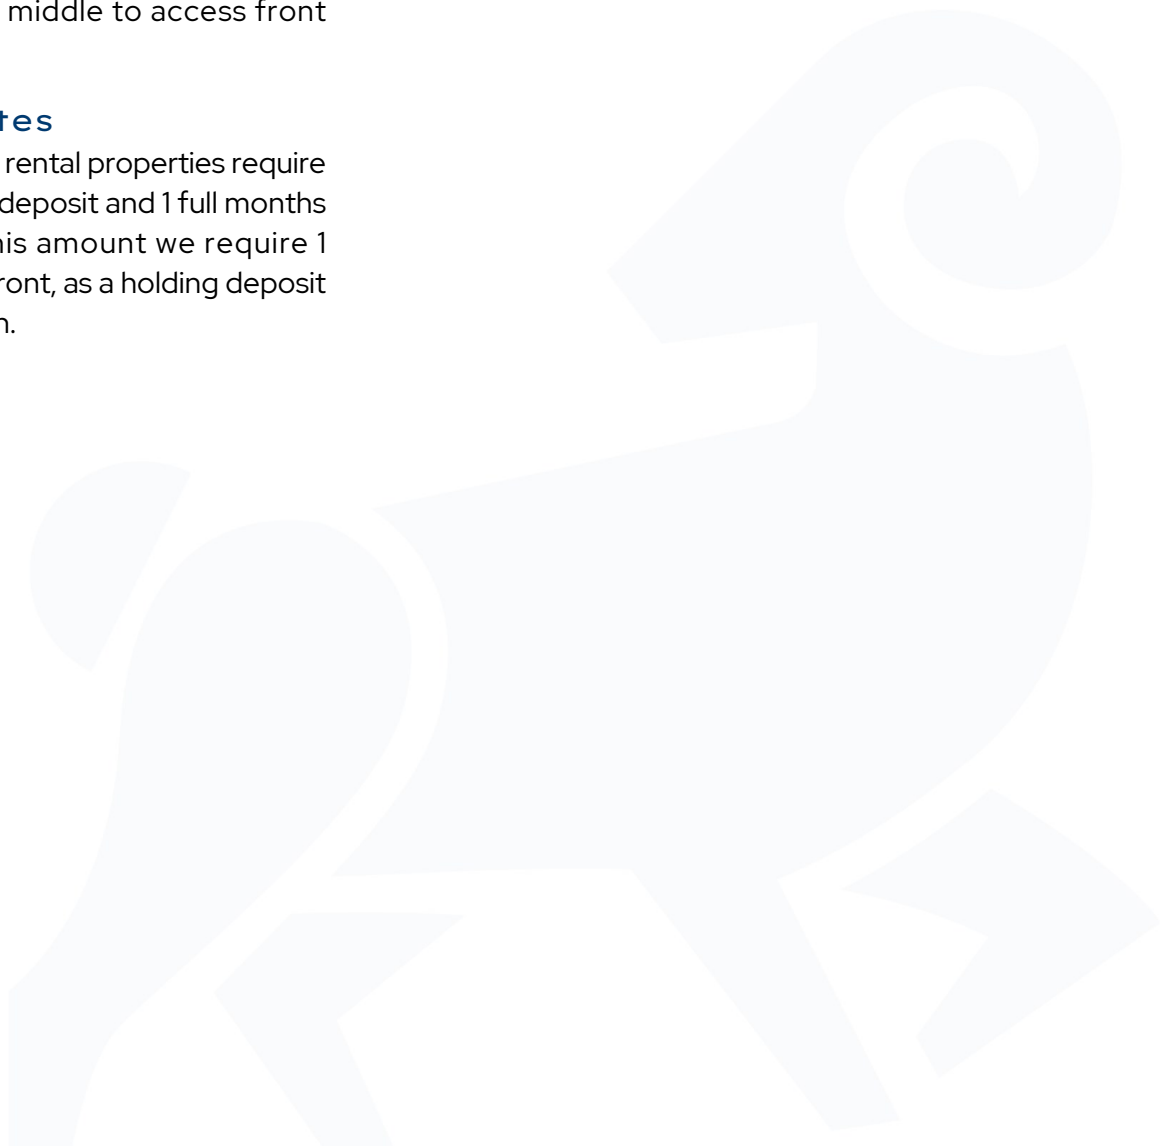 middle to access front
tes
rental properties require
deposit and 1 full months
his amount we require 1
ront, as a holding deposit
n.